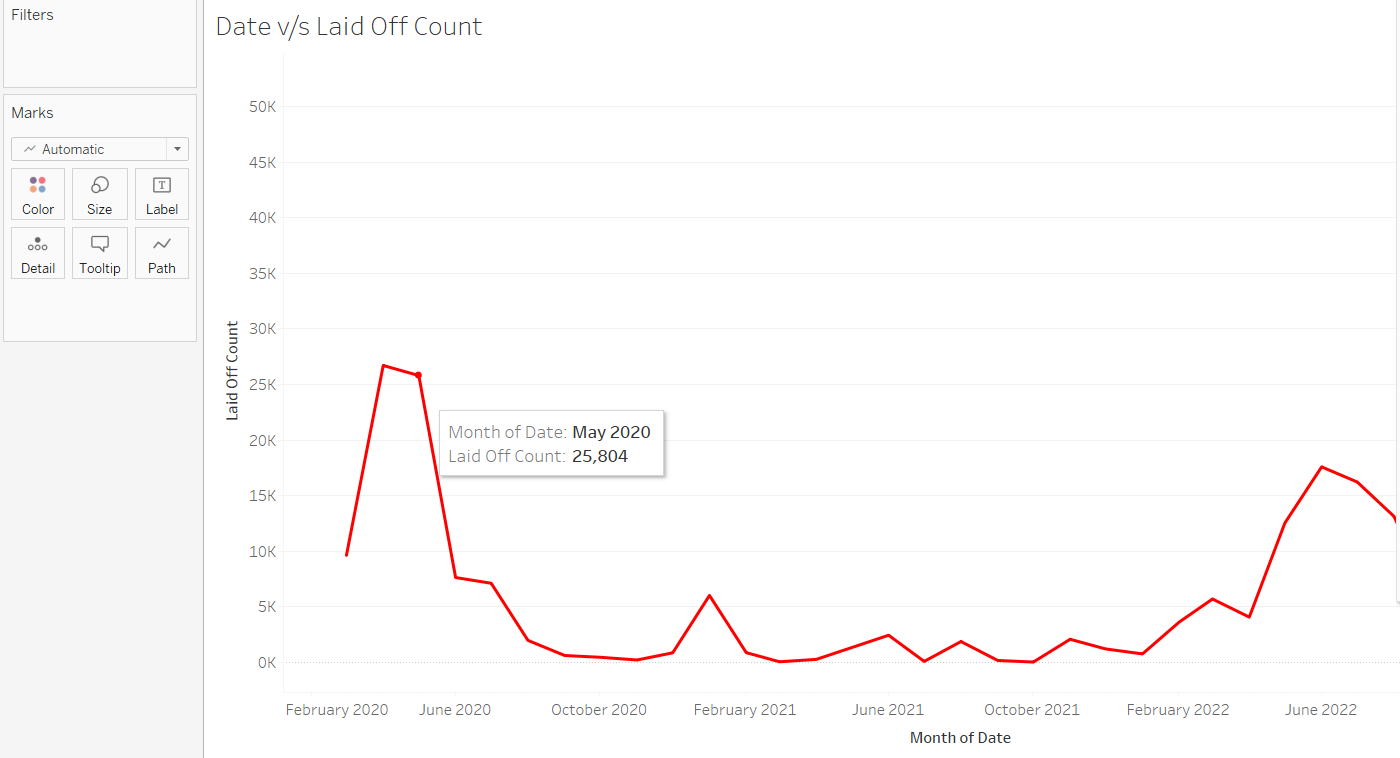 Filters
Marks
Automatic
Color Size Label
T
Detail Tooltip Path
Date v/s Laid Off Count
50K
45K
40K
35K
30K
25K
20K
15K
10K
5K
0K
Laid Off Count
Month of Date: May 2020
Laid Off Count: 25,804
February 2020 June 2020 October 2020 February 2021 June 2021 October 2021 February 2022 June 2022
Month of Date